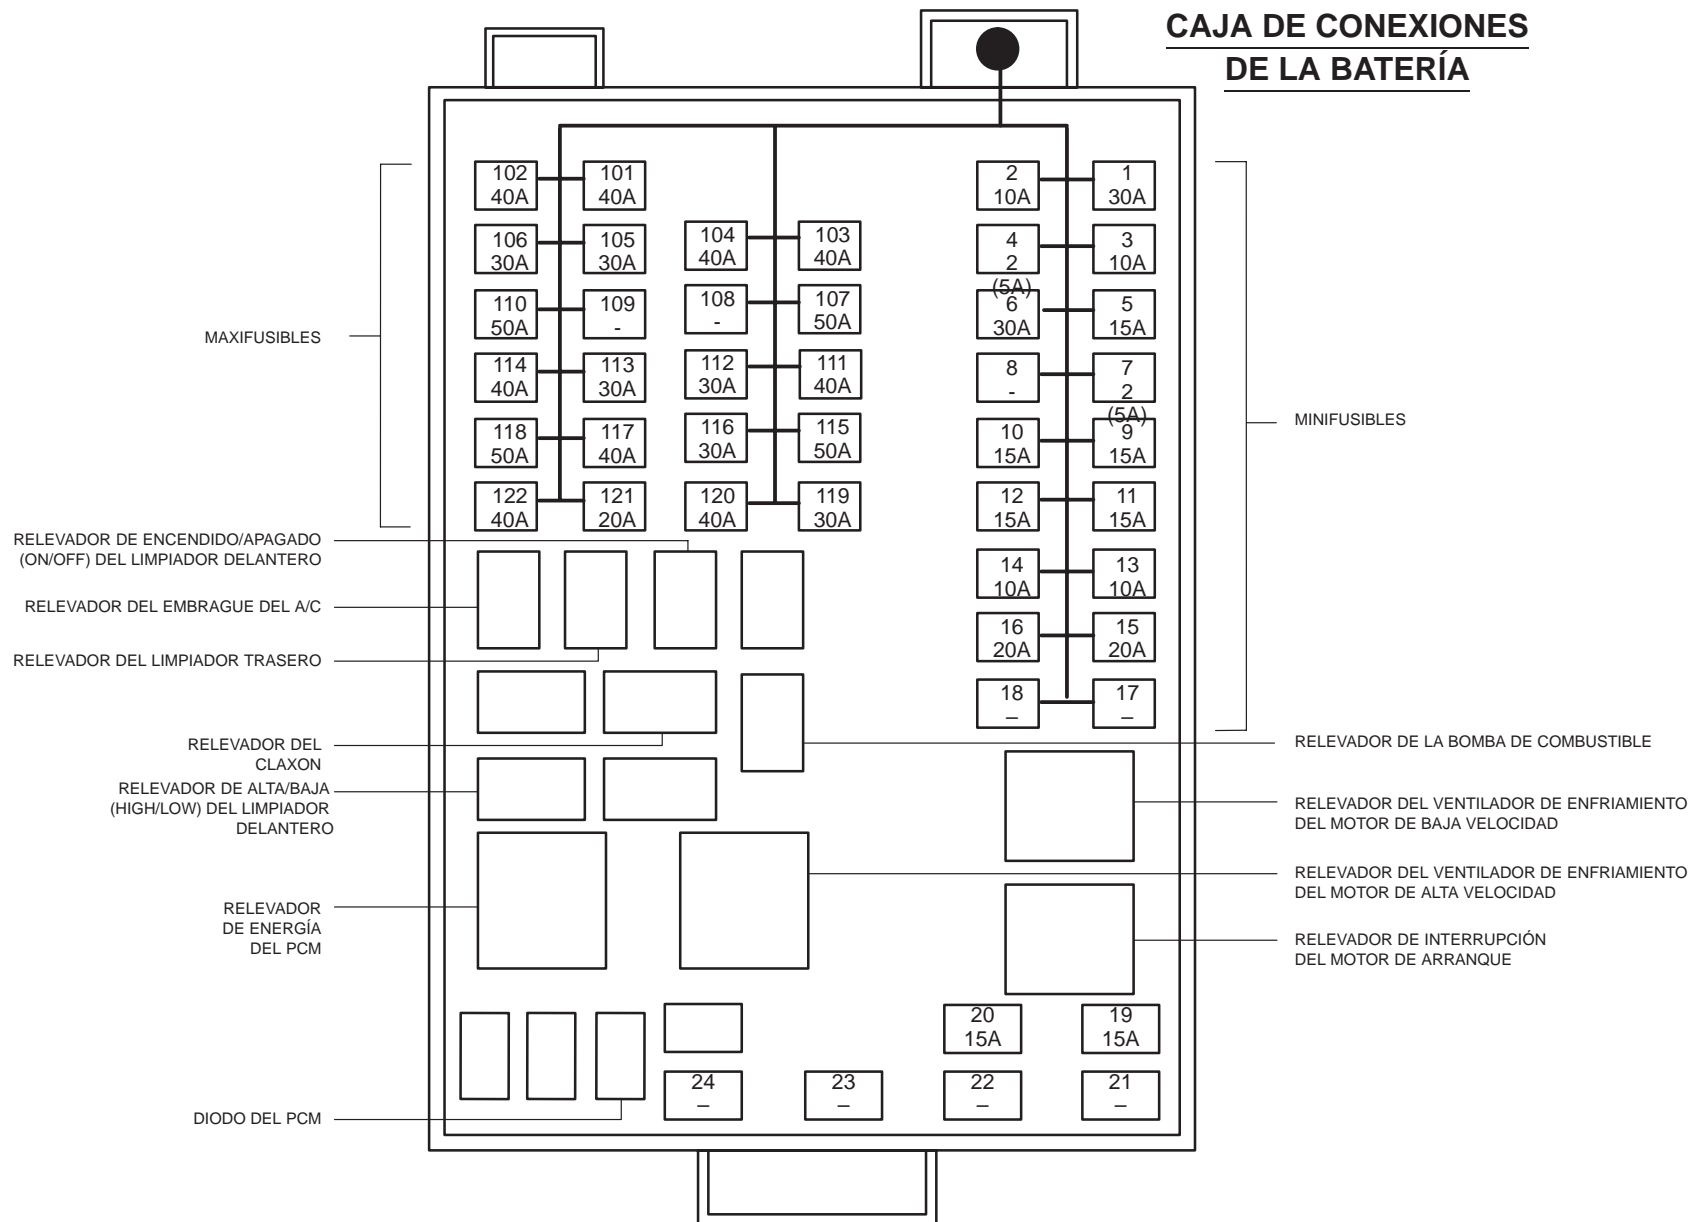 CAJA DE CONEXIONES
DE LA BATERÍA
102
40A
101
40A
2
10A
1
30A
106
30A
105
30A
104
40A
103
40A
4
2
(5A)
3
10A
110
50A
109
-
108
-
107
50A
6
30A
5
15A
MAXIFUSIBLES
114
40A
113
30A
112
30A
111
40A
8
-
7
2
(5A)
MINIFUSIBLES
118
50A
117
40A
116
30A
115
50A
10
15A
9
15A
122
40A
121
20A
120
40A
119
30A
12
15A
11
15A
RELEVADOR DE ENCENDIDO/APAGADO
(ON/OFF) DEL LIMPIADOR DELANTERO
14
10A
13
10A
RELEVADOR DEL EMBRAGUE DEL A/C
16
20A
15
20A
RELEVADOR DEL LIMPIADOR TRASERO
18
–
17
–
RELEVADOR DEL
CLAXON
RELEVADOR DE LA BOMBA DE COMBUSTIBLE
RELEVADOR DE ALTA/BAJA
(HIGH/LOW) DEL LIMPIADOR
DELANTERO
RELEVADOR DEL VENTILADOR DE ENFRIAMIENTO
DEL MOTOR DE BAJA VELOCIDAD
RELEVADOR DEL VENTILADOR DE ENFRIAMIENTO
DEL MOTOR DE ALTA VELOCIDAD
RELEVADOR
DE ENERGÍA
DEL PCM
RELEVADOR DE INTERRUPCIÓN
DEL MOTOR DE ARRANQUE
20
15A
19
15A
24
–
23
–
22
–
21
–
DIODO DEL PCM